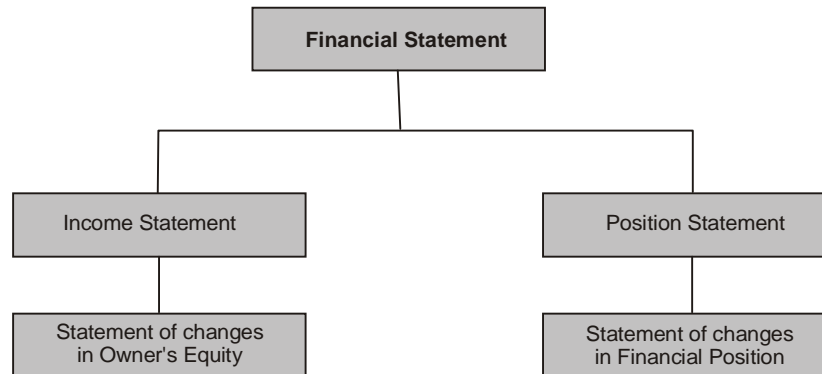 Financial Statement
Income Statement
Position Statement
Statement of changes
in Owner's Equity
Statement of changes
in Financial Position